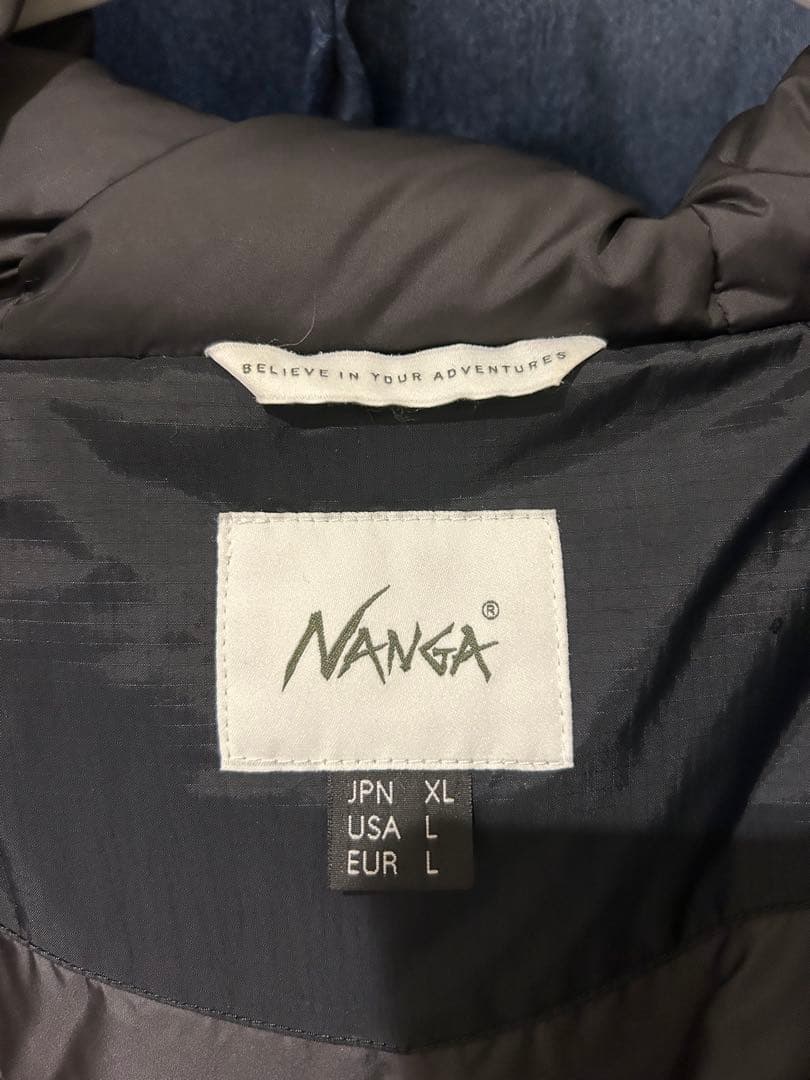 BELIEVE IN YOUR ADVENTURES
NANGA®
JPN XL
USA L
EUR L